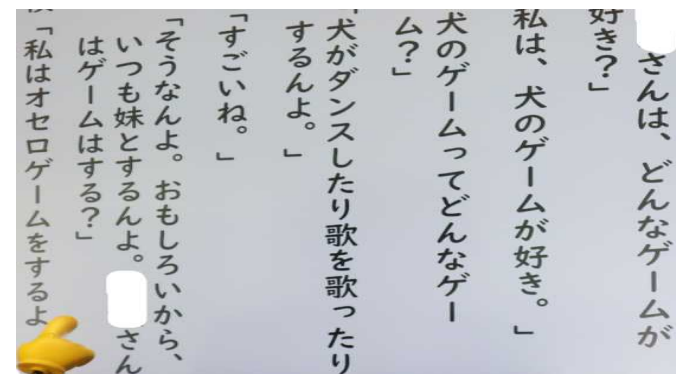 さんは、どんなゲームが
好き?」
私は、犬のゲームが好き。」
犬のゲームってどんなゲー
ム?」
「犬がダンスしたり歌を歌ったり
するんよ。」
「すごいね。」
「そうなんよ。おもしろいから、
いつも妹とするんよ。さん
はゲームはする?」
「私はオセロゲームをするよ